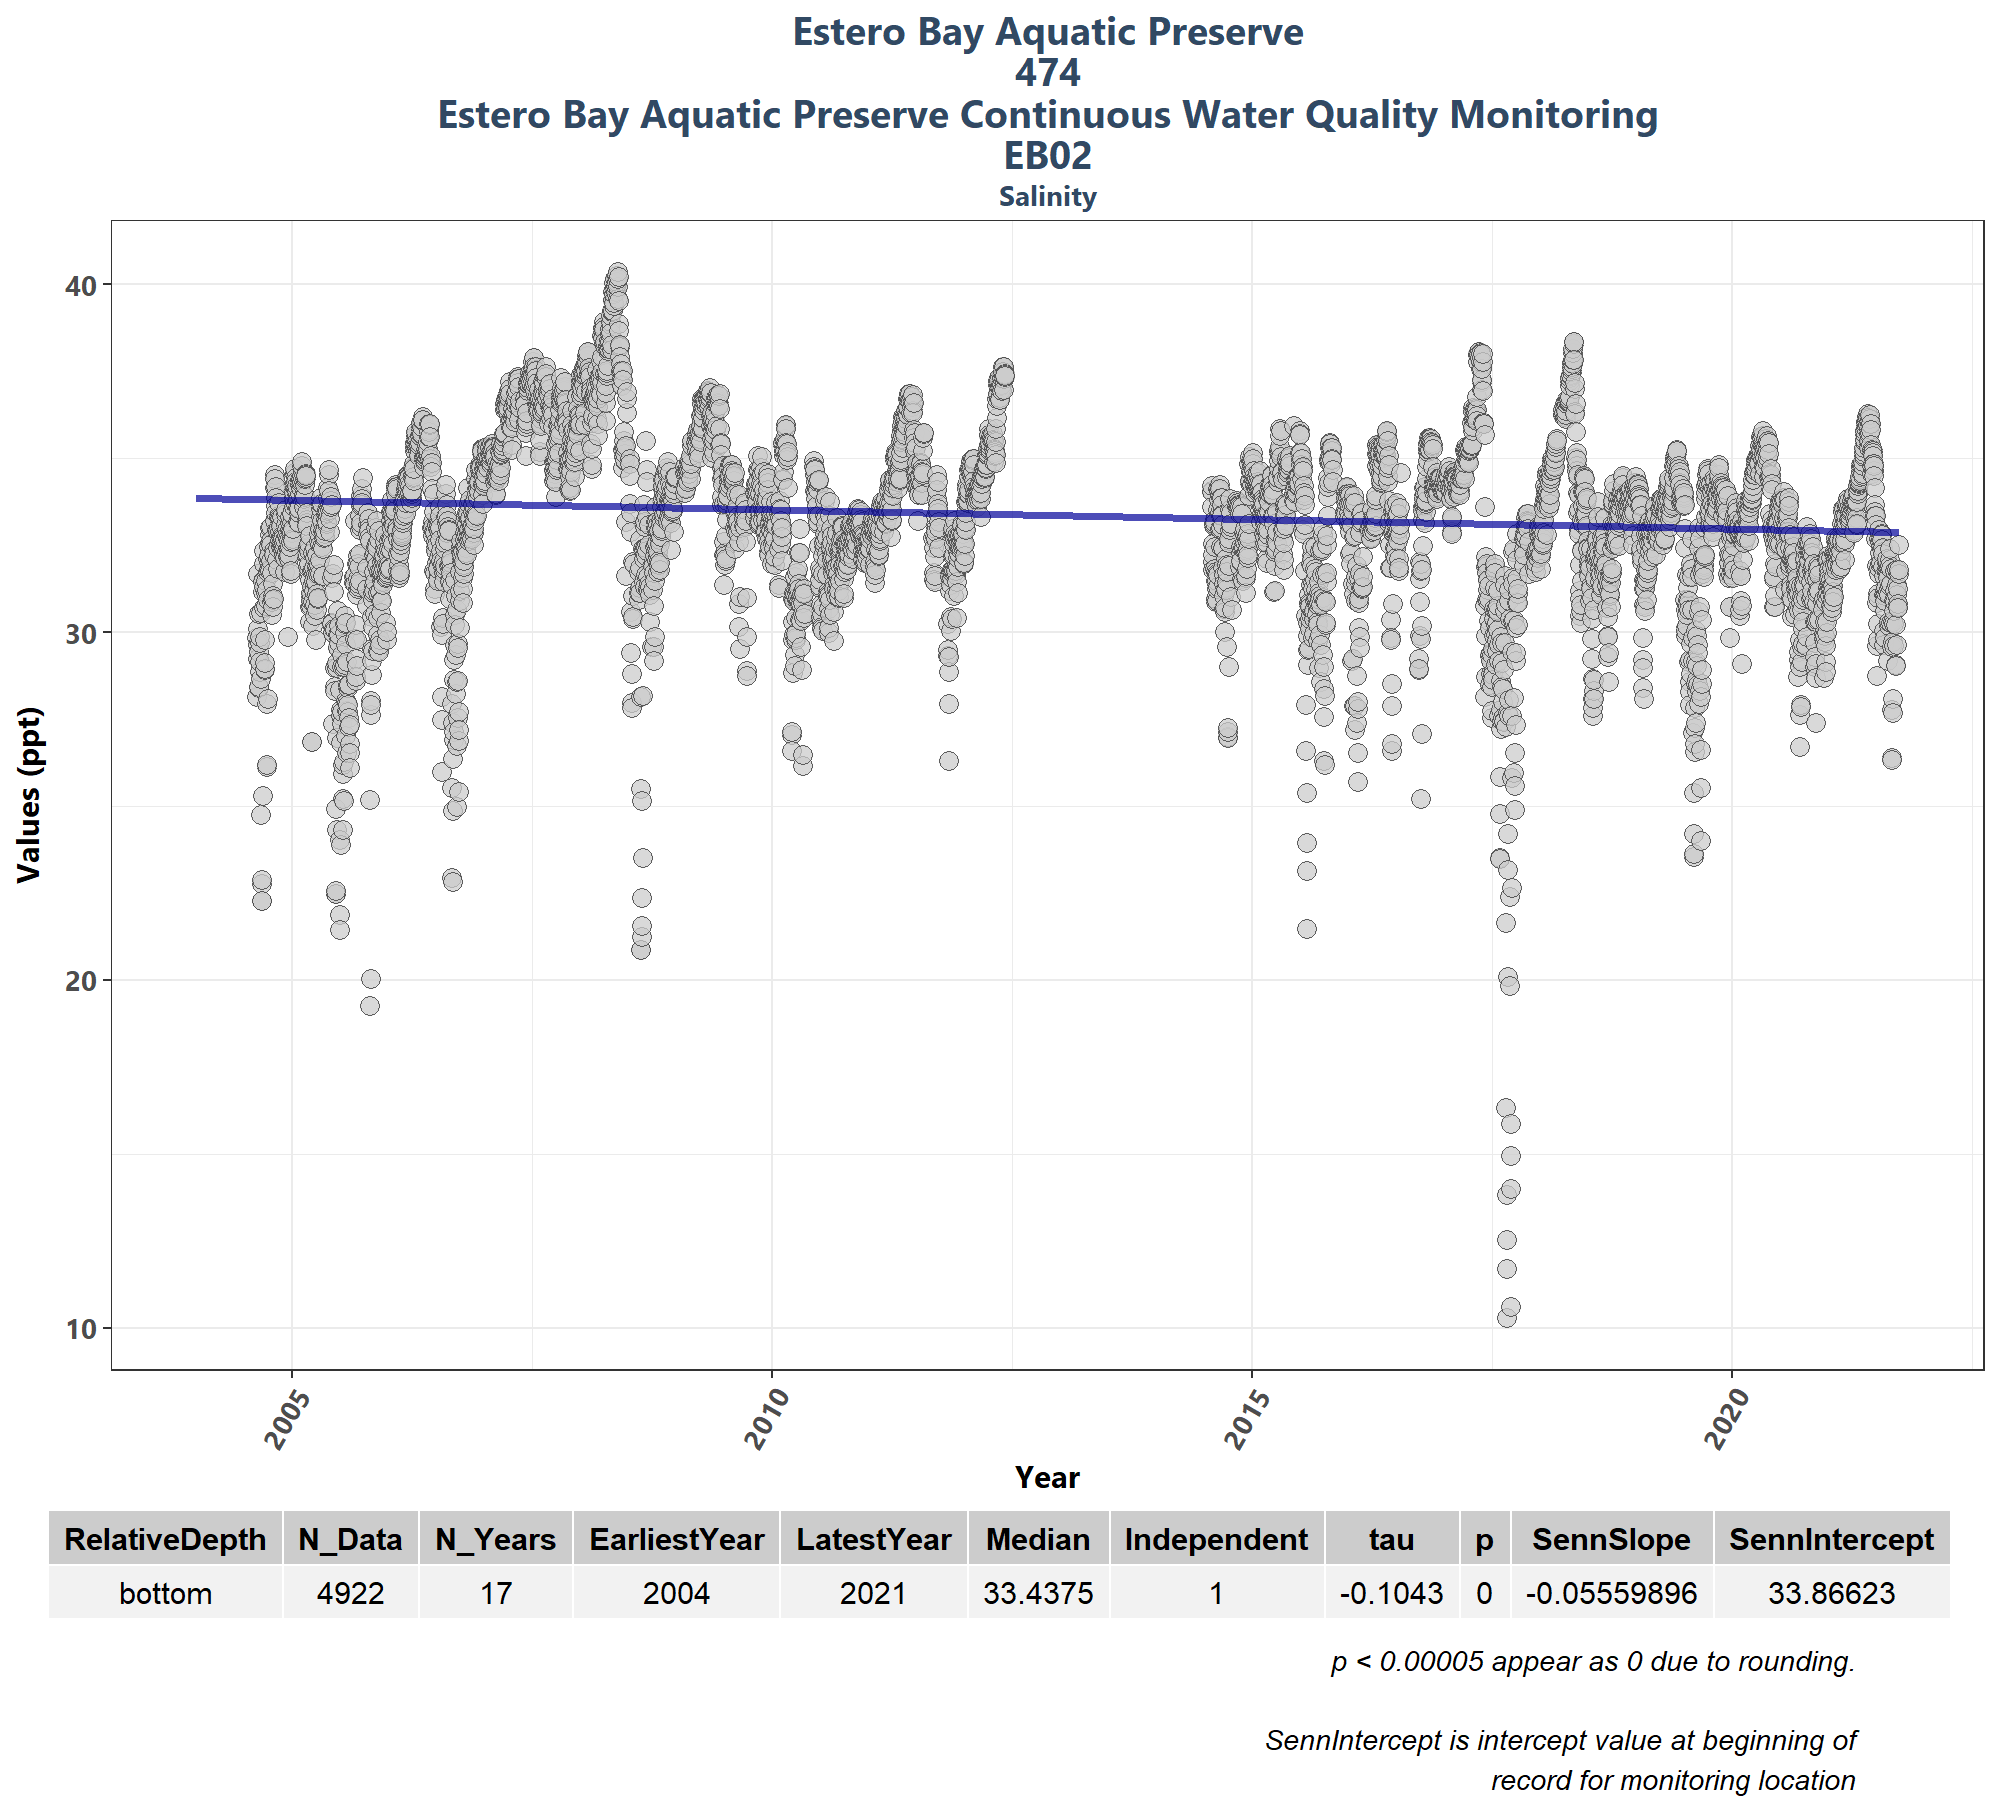 Estero Bay Aquatic Preserve
474
Estero Bay Aquatic Preserve Continuous Water Quality Monitoring
EB02
Salinity
Values (ppt)
40
30
20
10
2005 2010 2015 2020
Year
RelativeDepth N_Data N_Years EarliestYear LatestYear Median Independent tau p SennSlope SennIntercept
bottom 4922 17 2004 2021 33.4375 1 -0.1043 0 -0.05559896 33.86623
p < 0.00005 appear as 0 due to rounding.
SennIntercept is intercept value at beginning of
record for monitoring location